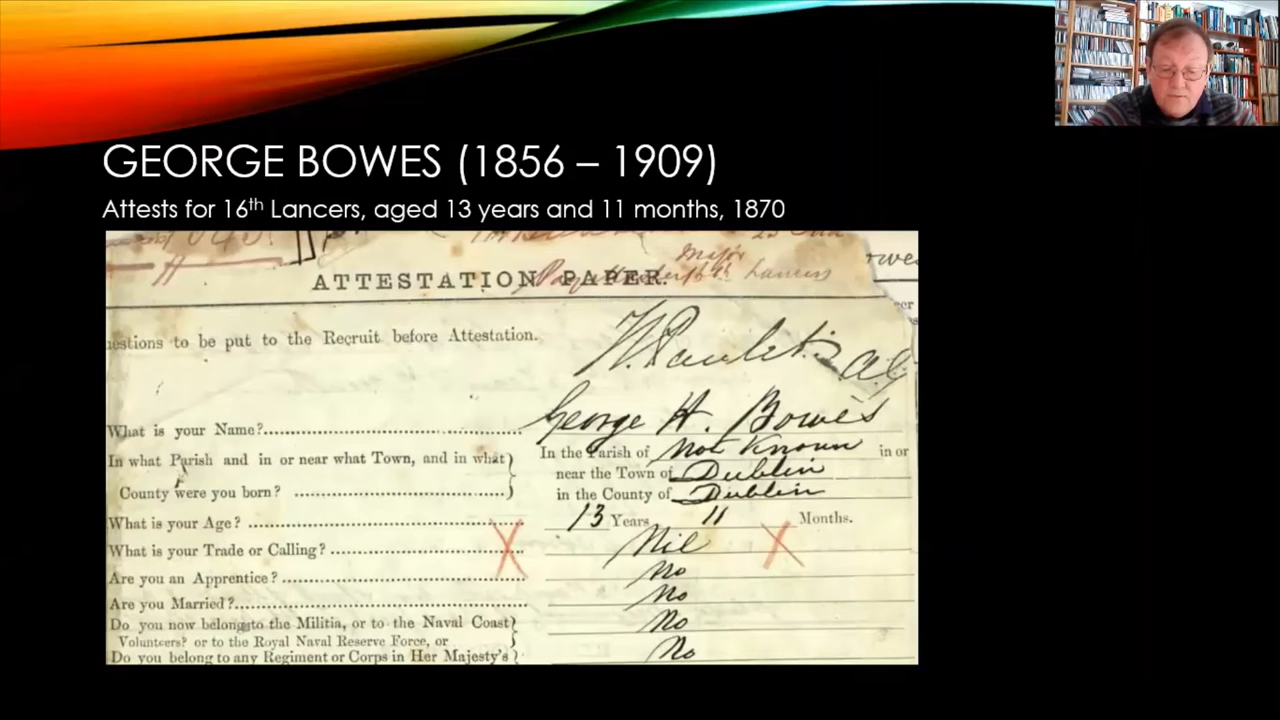 GEORGE BOWES (1856 – 1909)
Attests for 16th Lancers, aged 13 years and 11 months, 1870
Major
Lancers
ATTESTATION PAPER.
estions to be put to the Recruit before Attestation.
What is your Name? George H. Bowes
In what Parish and in or near what Town, and in what In the Parish of Not Known in or
near the Town of Dublin
County were you born? in the County of Dublin
What is your Age? 13 Years 11 Months.
What is your Trade or Calling? Nil
Are you an Apprentice? No
Are you Married? No
Do you now belong to the Militia, or to the Naval Coast No
Volunteers? or to the Royal Naval Reserve Force, or
Do you belong to any Regiment or Corps in Her Majesty's No